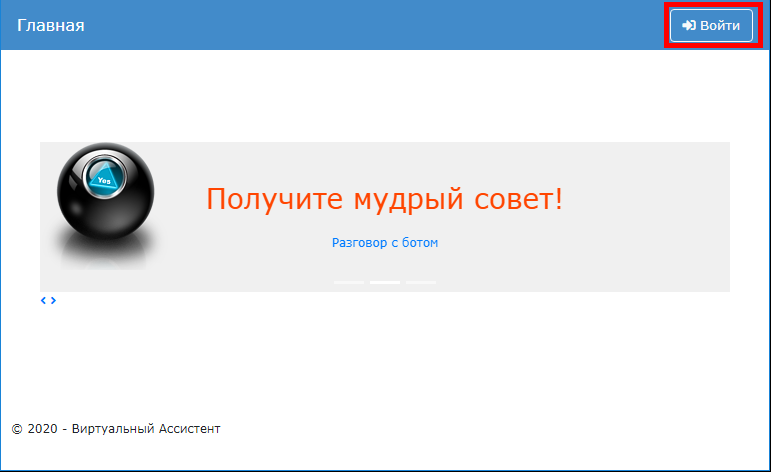 Главная
Войти
Yes
Получите мудрый совет!
Разговор с ботом
© 2020 - Виртуальный Ассистент